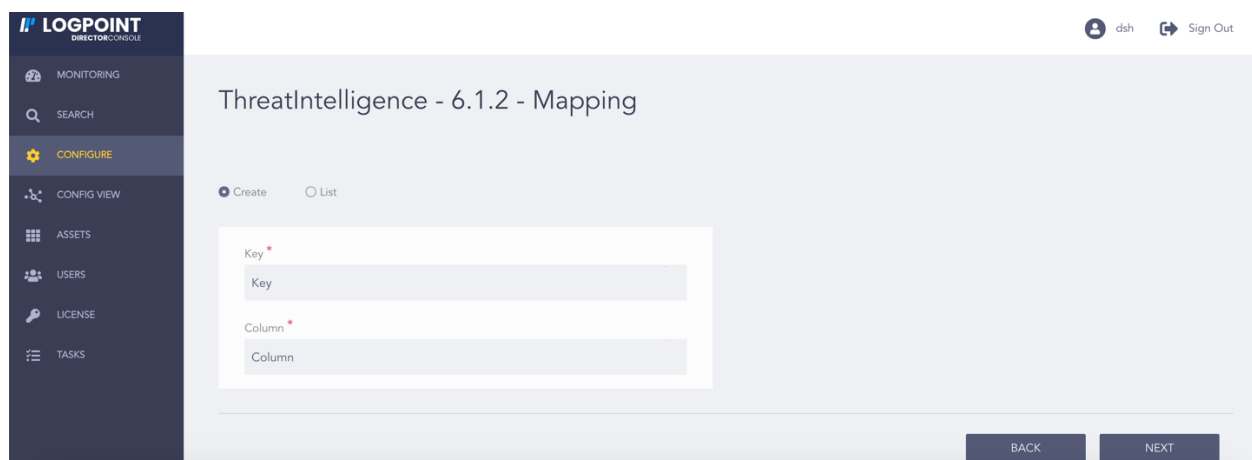 LOGPOINT
DIRECTORCONSOLE
dsh Sign Out
MONITORING
SEARCH
CONFIGURE
CONFIG VIEW
ASSETS
USERS
LICENSE
TASKS
ThreatIntelligence - 6.1.2 - Mapping
Create List
Key *
Key
Column *
Column
BACK NEXT